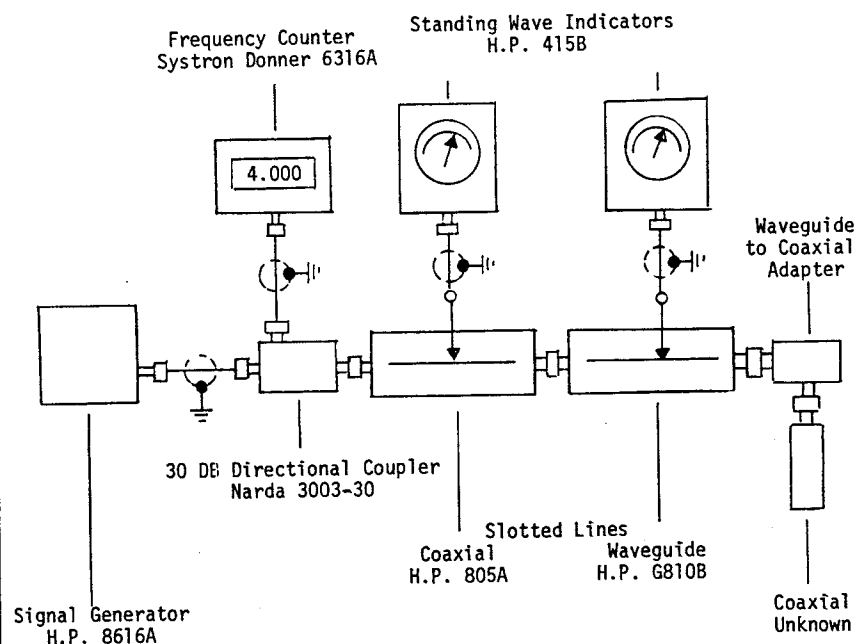 Frequency Counter
Systron Donner 6316A
Standing Wave Indicators
H.P. 415B
4.000
Waveguide
to Coaxial
Adapter
30 DB Directional Coupler
Narda 3003-30
Slotted Lines
Coaxial
H.P. 805A
Waveguide
H.P. G810B
Signal Generator
H.P. 8616A
Coaxial
Unknown